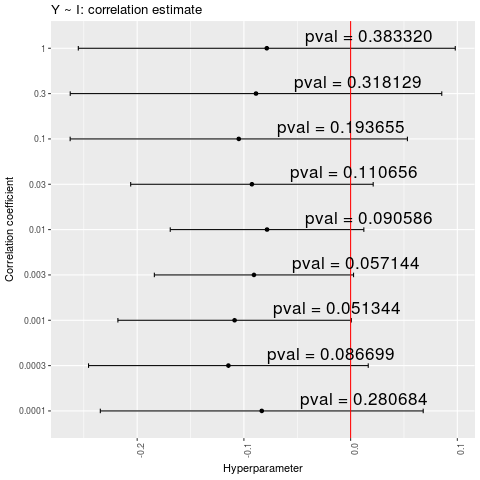 Y ~ I: correlation estimate
Correlation coefficient
1
pval = 0.383320
0.3
pval = 0.318129
0.1
pval = 0.193655
0.03
pval = 0.110656
0.01
pval = 0.090586
0.003
pval = 0.057144
0.001
pval = 0.051344
0.0003
pval = 0.086699
0.0001
pval = 0.280684
-0.2
-0.1
0.0
0.1
Hyperparameter